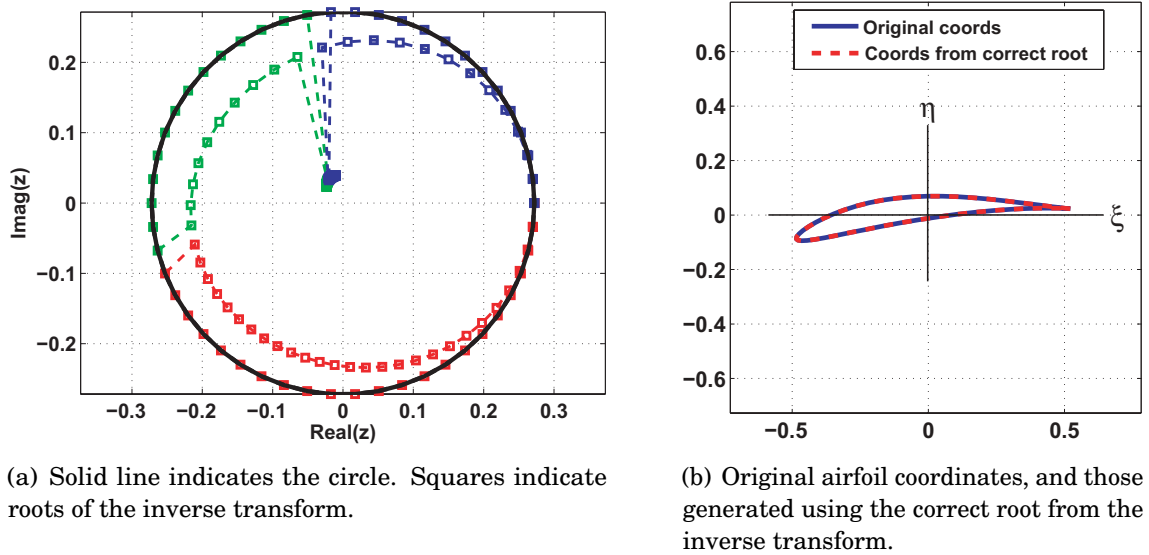 0.2
0.1
0
−0.1
−0.2
Imag(z)
−0.3
−0.2
−0.1
0
0.1
0.2
0.3
Real(z)
(a) Solid line indicates the circle. Squares indicate
roots of the inverse transform.
Original coords
Coords from correct root
0.6
0.4
0.2
0
−0.2
−0.4
−0.6
η
ξ
−0.5
0
0.5
(b) Original airfoil coordinates, and those
generated using the correct root from the
inverse transform.